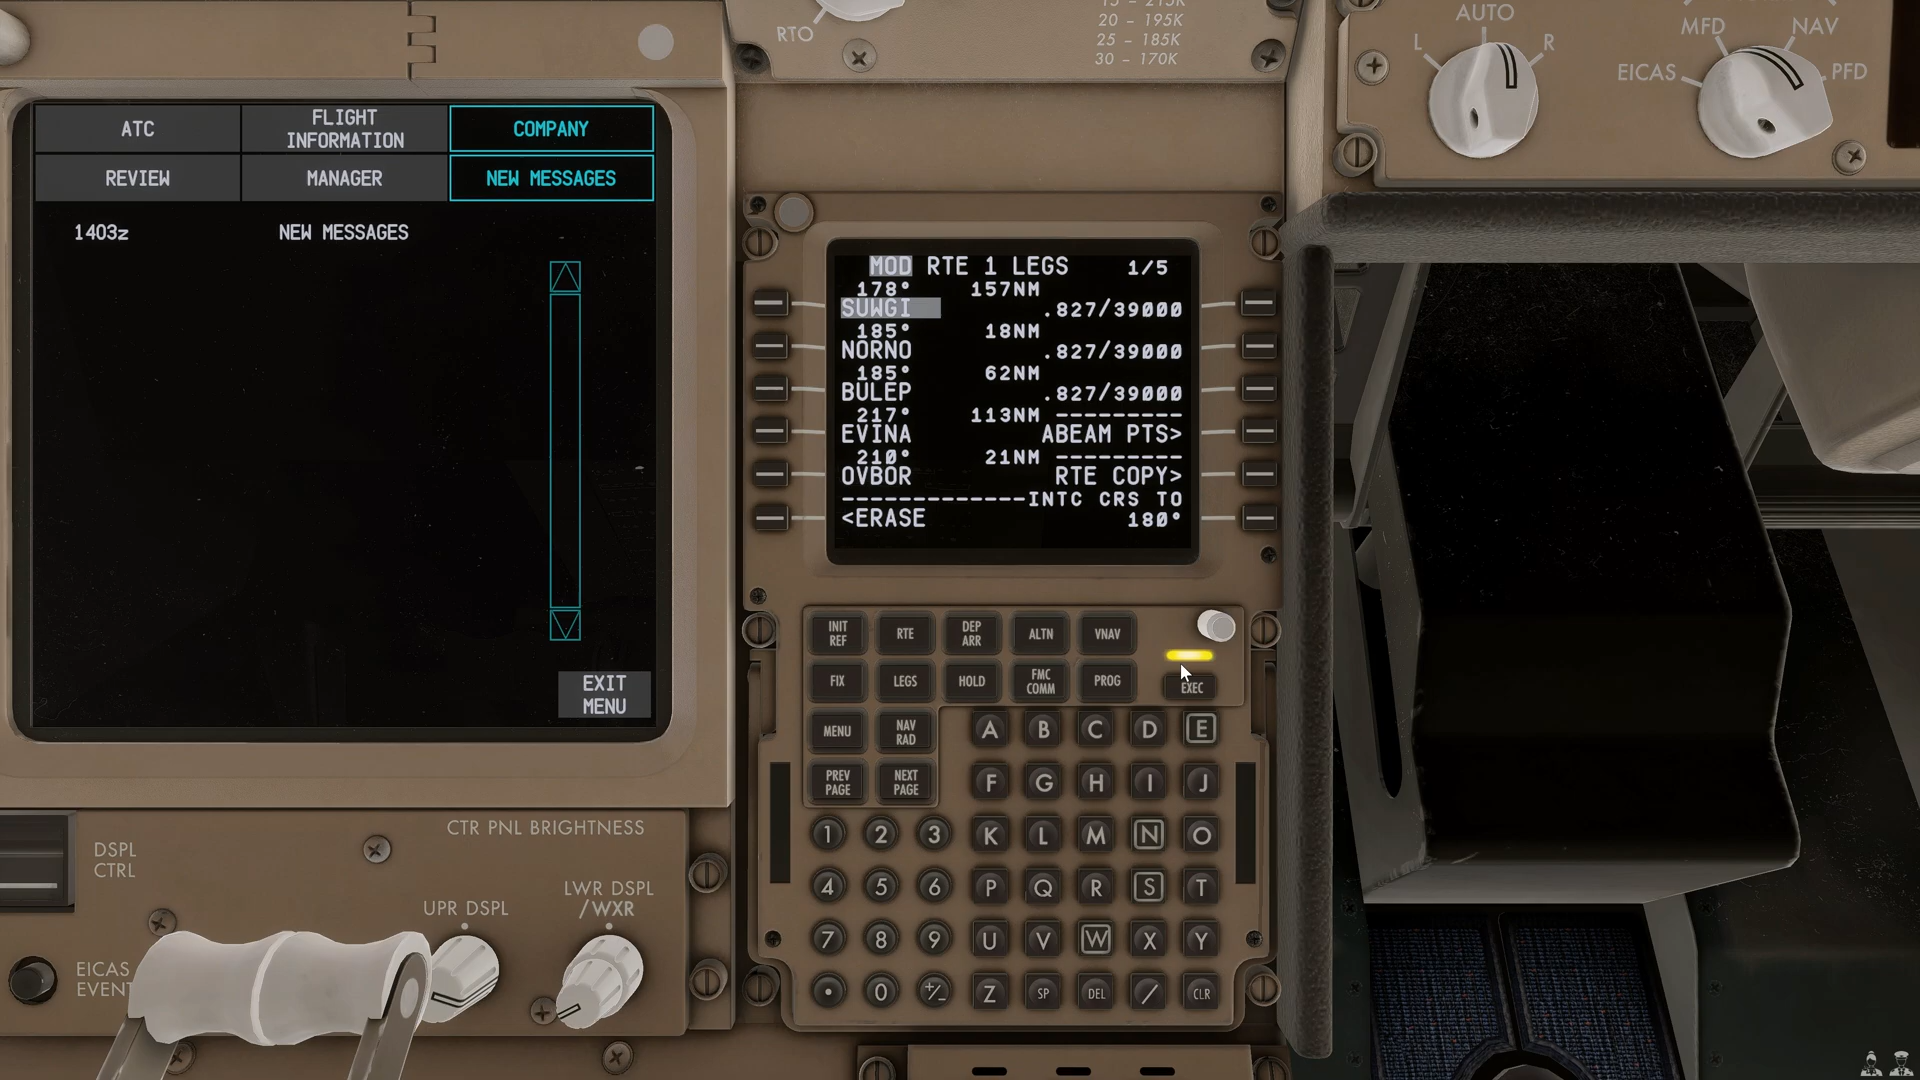 RTO
15 - 215K
20 - 195K
25 - 185K
30 - 170K
AUTO
L
R
MFD
NAV
EICAS
PFD
ATC
FLIGHT
INFORMATION
COMPANY
REVIEW
MANAGER
NEW MESSAGES
1403z
NEW MESSAGES
EXIT
MENU
MOD RTE 1 LEGS 1/5
178° 157NM
SUWGI .827/39000
185° 18NM
NORNO .827/39000
185° 62NM
BULEP .827/39000
217° 113NM ---------
EVINA ABEAM PTS>
210° 21NM ---------
OVBOR RTE COPY>
-------------INTC CRS TO
<ERASE 180°
INIT
REF
RTE
DEP
ARR
ALTN
VNAV
FIX
LEGS
HOLD
FMC
COMM
PROG
EXEC
MENU
NAV
RAD
PREV
PAGE
NEXT
PAGE
A B C D E
F G H I J
1 2 3 K L M N O
4 5 6 P Q R S T
7 8 9 U V W X Y
. 0 +/- Z SP DEL / CLR
DSPL
CTRL
CTR PNL BRIGHTNESS
UPR DSPL
LWR DSPL
/WXR
EICAS
EVENT